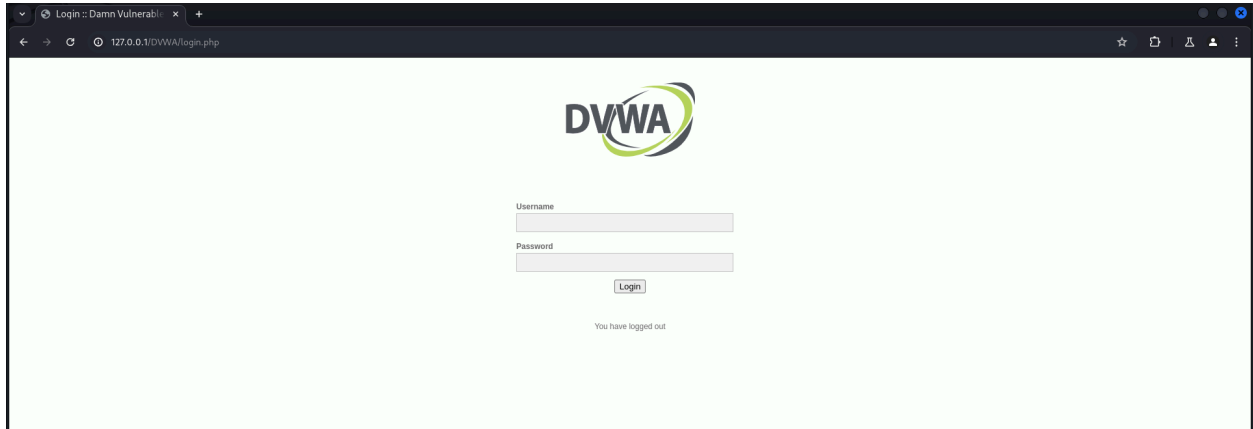 Login :: Damn Vulnerable
127.0.0.1/DVWA/login.php
DVWA
Username
Password
Login
You have logged out